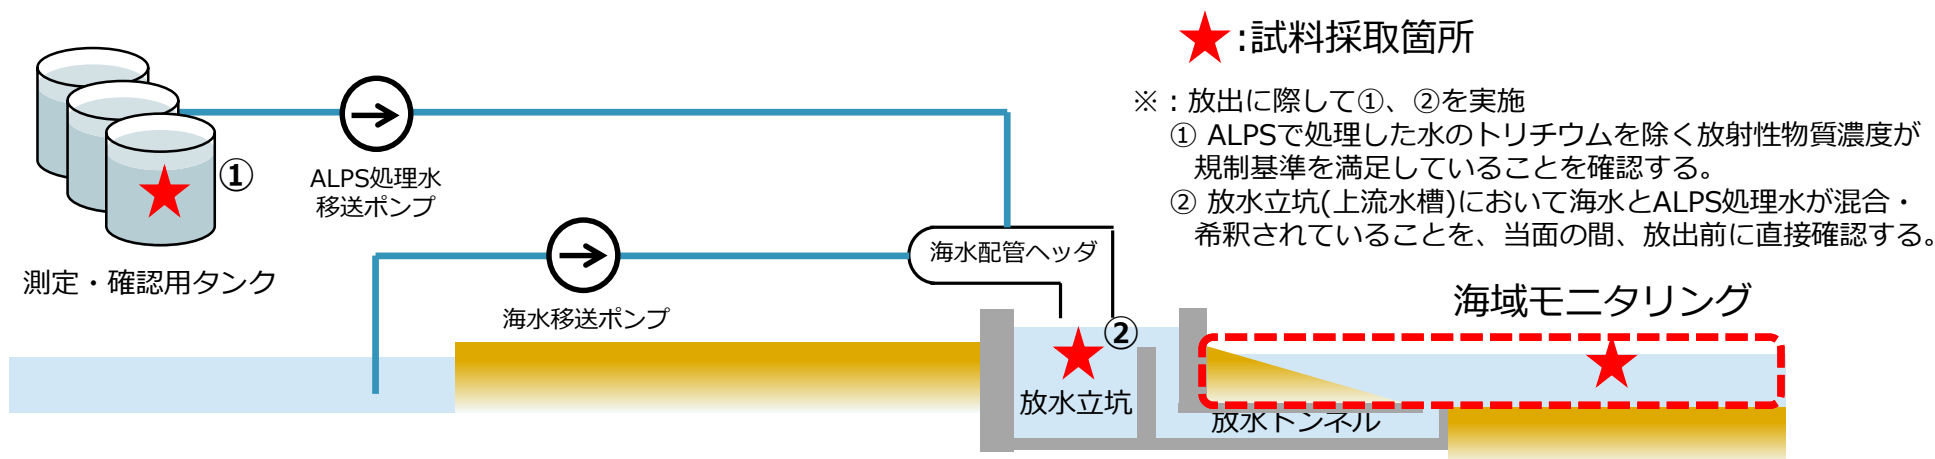 ★:試料採取箇所
※：放出に際して①、②を実施
① ALPSで処理した水のトリチウムを除く放射性物質濃度が
規制基準を満足していることを確認する。
② 放水立坑(上流水槽)において海水とALPS処理水が混合・
希釈されていることを、当面の間、放出前に直接確認する。
①
ALPS処理水
移送ポンプ
測定・確認用タンク
海水配管ヘッダ
海水移送ポンプ
海域モニタリング
②
放水立坑
放水トンネル